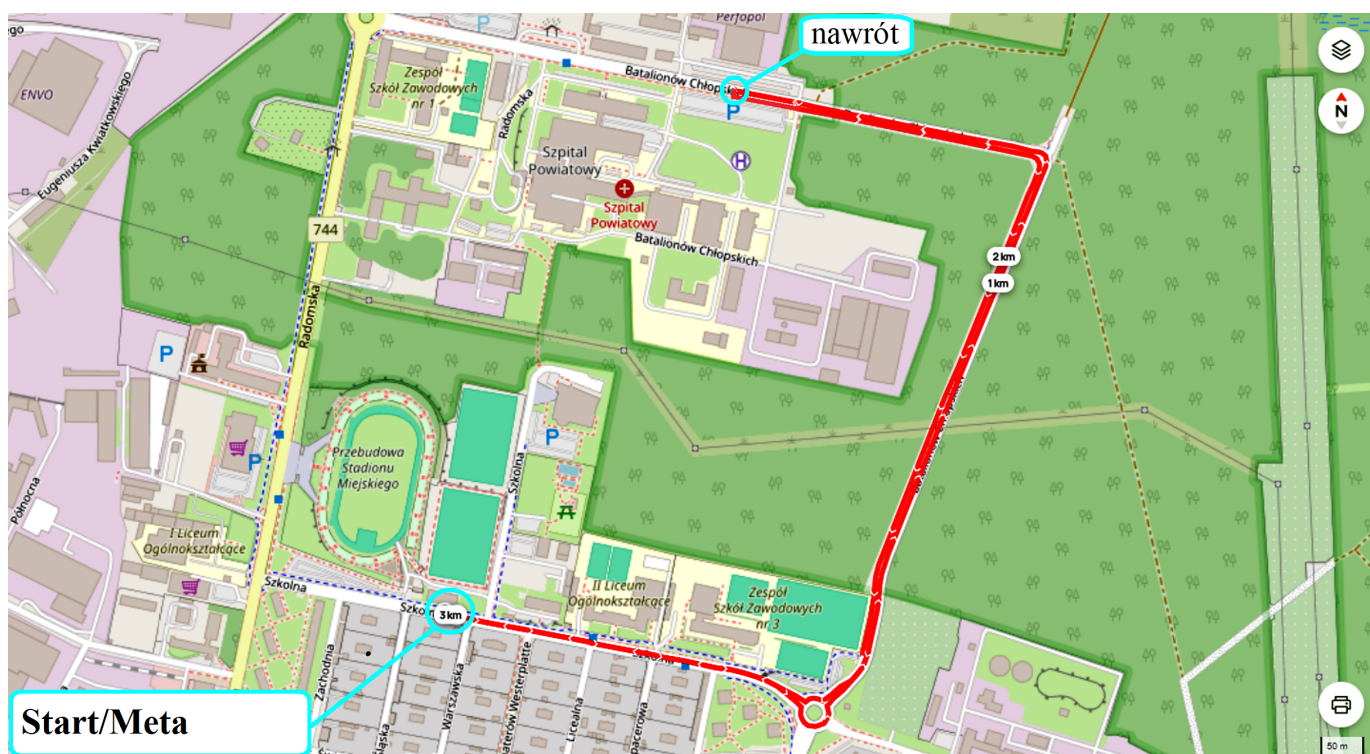 nawrót
Perfopol
P
ego
Zespół
Szkół Zawodowych
nr 1
Batalionów Chłopskich
ENVO
Eugeniusza Kwiatkowskiego
Radomska
P
N
Szpital
Powiatowy
H
Szpital
Powiatowy
744
Batalionów Chłopskich
2 km
1 km
Radomska
P
Przebudowa
Stadionu
Miejskiego
P
P
Szkolna
Północna
I Liceum
Ogólnokształcące
II Liceum
Ogólnokształcące
Zespół
Szkół Zawodowych
nr 3
Szkolna
3 km
Szkolna
Start/Meta
Zachodnia
Warszawska
Licealna
50 m